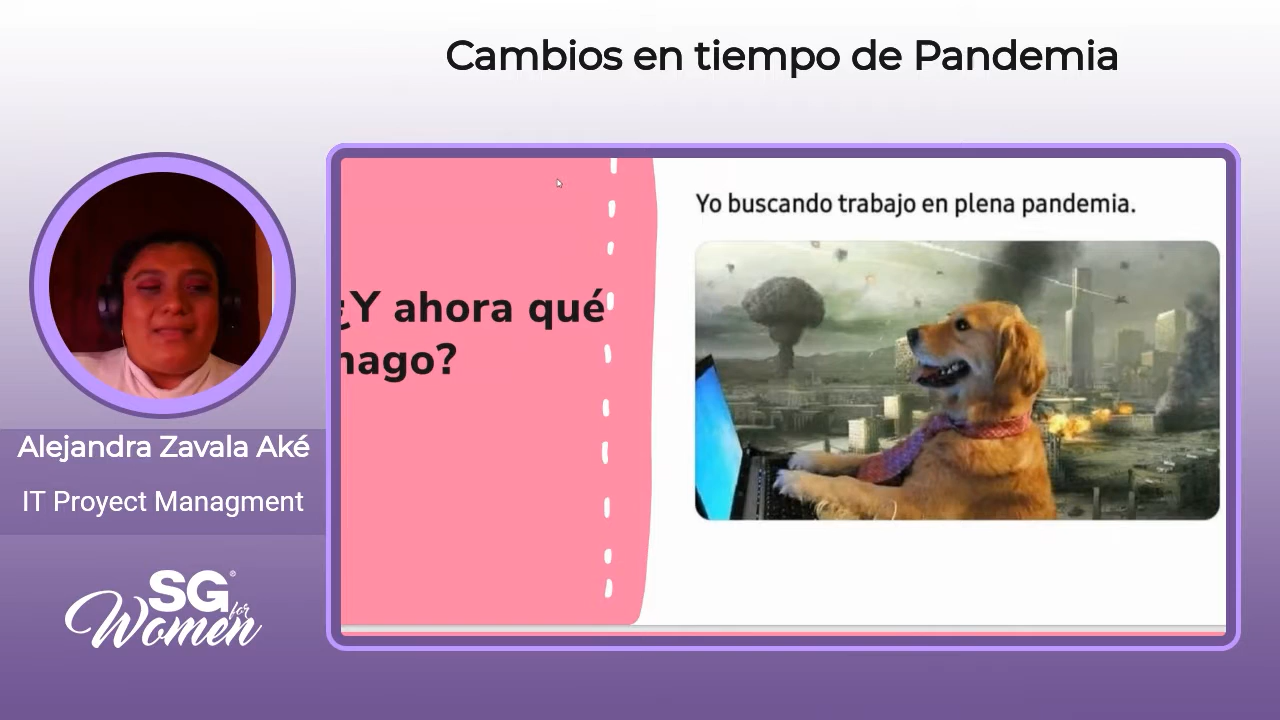 Cambios en tiempo de Pandemia
¿Y ahora qué
hago?
Yo buscando trabajo en plena pandemia.
Alejandra Zavala Aké
IT Proyect Managment
SG®
for
Women